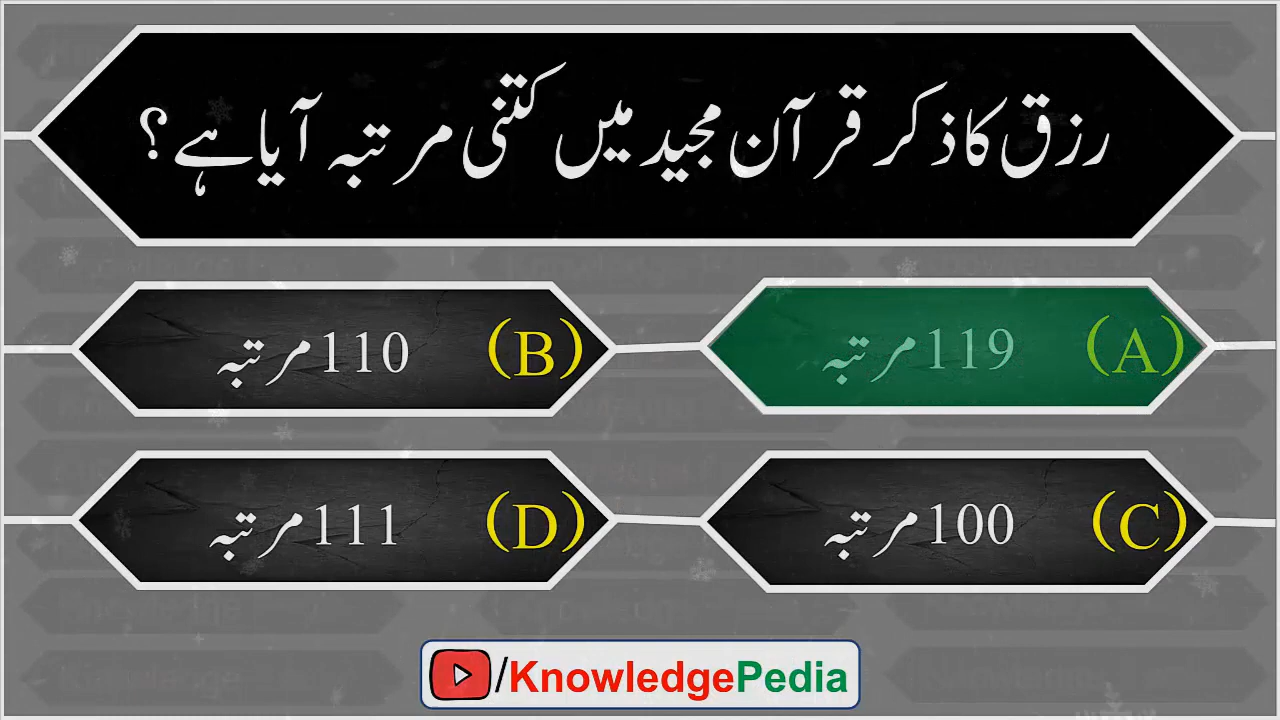 رزق کا ذکر قرآن مجید میں کتنی مرتبہ آیا ہے؟
(A) 119 مرتبہ
(B) 110 مرتبہ
(C) 100 مرتبہ
(D) 111 مرتبہ
/KnowledgePedia